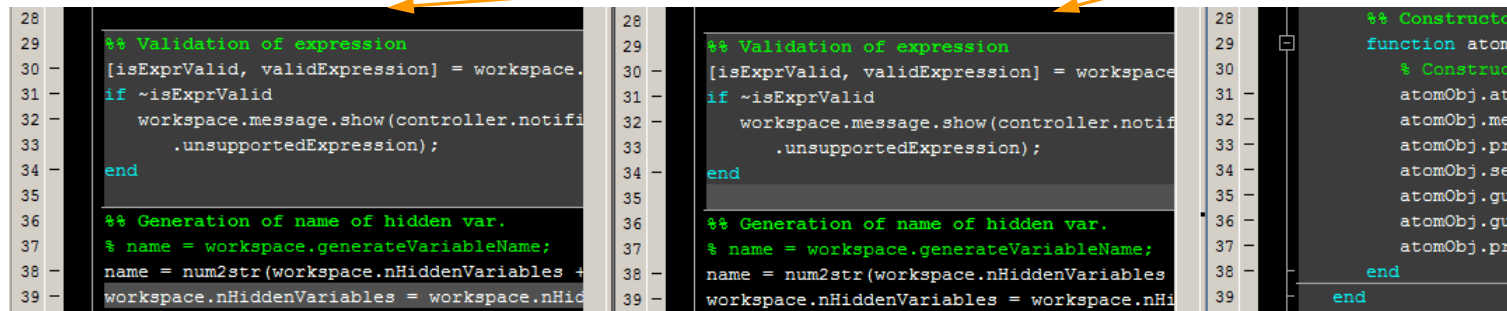 28
29 %% Validation of expression
30 – [isExprValid, validExpression] = workspace.
31 – if ~isExprValid
32 – workspace.message.show(controller.notifi
33 .unsupportedExpression);
34 – end
35
36 %% Generation of name of hidden var.
37 % name = workspace.generateVariableName;
38 – name = num2str(workspace.nHiddenVariables +
39 – workspace.nHiddenVariables = workspace.nHid
28
29 %% Validation of expression
30 – [isExprValid, validExpression] = workspace
31 – if ~isExprValid
32 – workspace.message.show(controller.notif
33 .unsupportedExpression);
34 – end
35
36 %% Generation of name of hidden var.
37 % name = workspace.generateVariableName;
38 – name = num2str(workspace.nHiddenVariables
39 – workspace.nHiddenVariables = workspace.nHi
28 %% Constructo
29 function atom
30 % Construc
31 – atomObj.at
32 – atomObj.me
33 – atomObj.pr
34 – atomObj.se
35 – atomObj.gu
36 – atomObj.gu
37 – atomObj.pr
38 – end
39 end